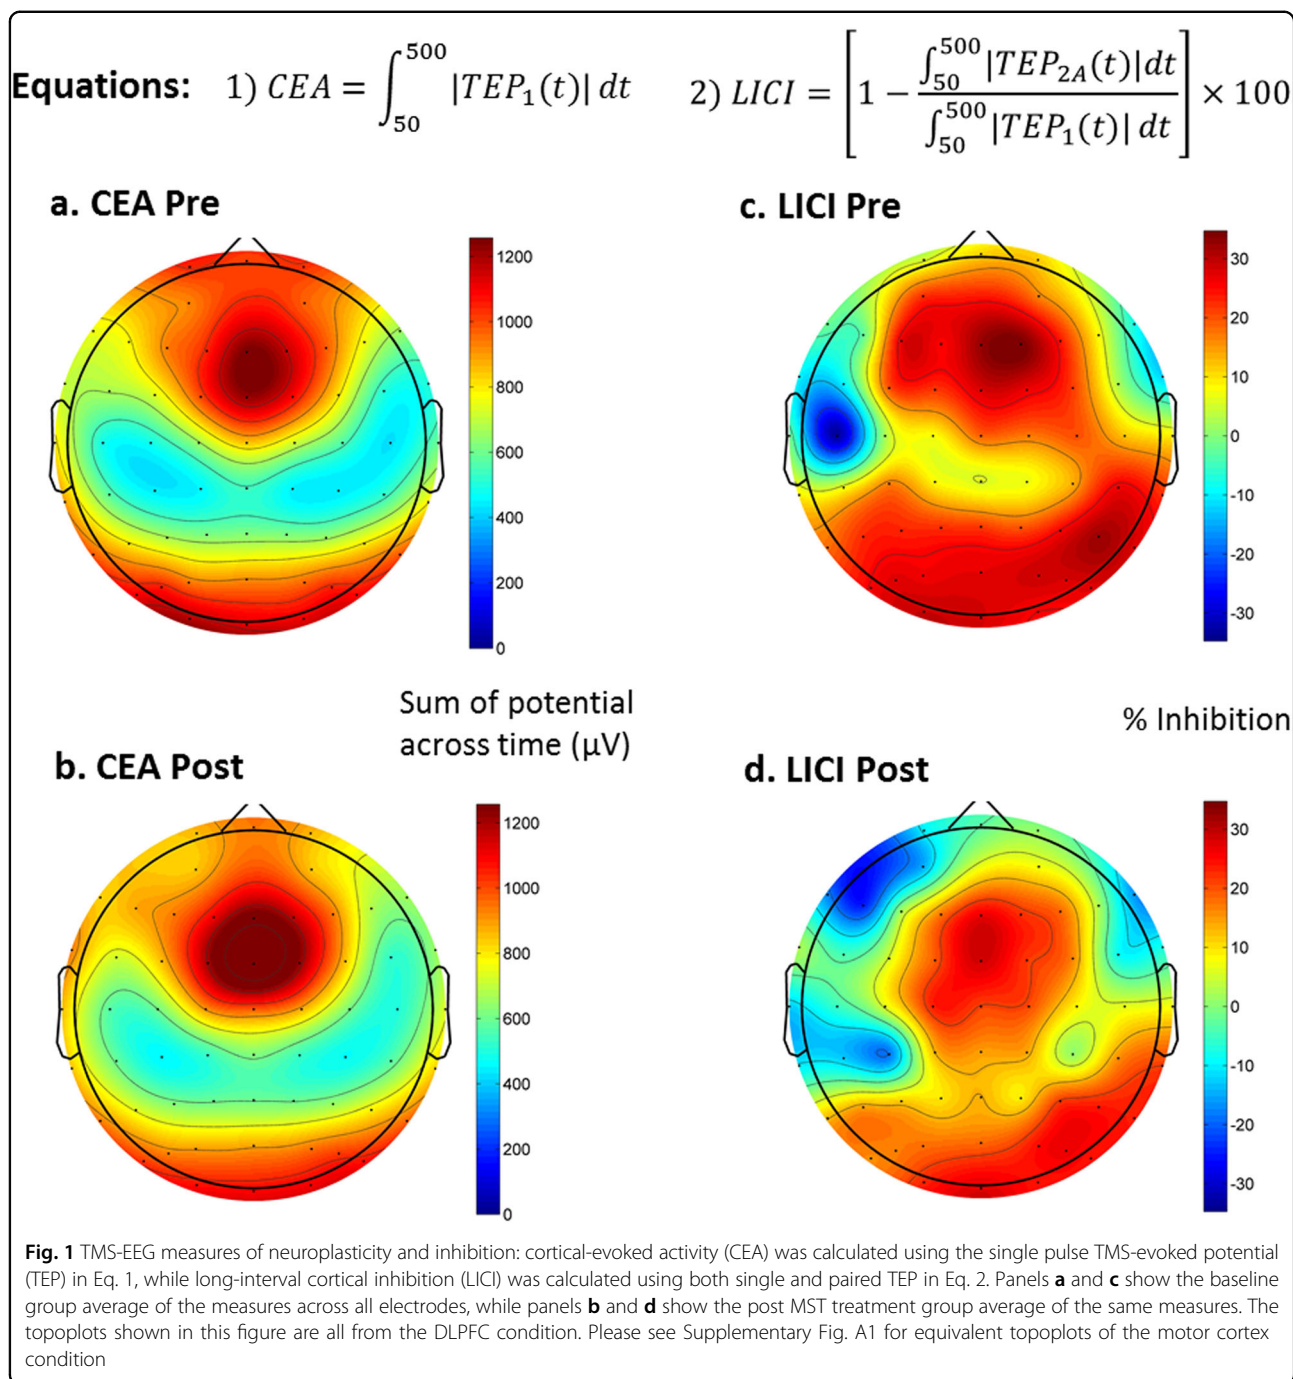 Equations: 1) CEA = ∫₅₀⁵⁰⁰ |TEP₁(t)| dt 2) LICI = [1 − ∫₅₀⁵⁰⁰ |TEP₂ₐ(t)|dt / ∫₅₀⁵⁰⁰ |TEP₁(t)| dt] × 100
a. CEA Pre
1200
1000
800
600
400
200
0
c. LICI Pre
30
20
10
0
-10
-20
-30
Sum of potential
across time (µV)
% Inhibition
b. CEA Post
1200
1000
800
600
400
200
0
d. LICI Post
30
20
10
0
-10
-20
-30
Fig. 1 TMS-EEG measures of neuroplasticity and inhibition: cortical-evoked activity (CEA) was calculated using the single pulse TMS-evoked potential
(TEP) in Eq. 1, while long-interval cortical inhibition (LICI) was calculated using both single and paired TEP in Eq. 2. Panels a and c show the baseline
group average of the measures across all electrodes, while panels b and d show the post MST treatment group average of the same measures. The
topoplots shown in this figure are all from the DLPFC condition. Please see Supplementary Fig. A1 for equivalent topoplots of the motor cortex
condition